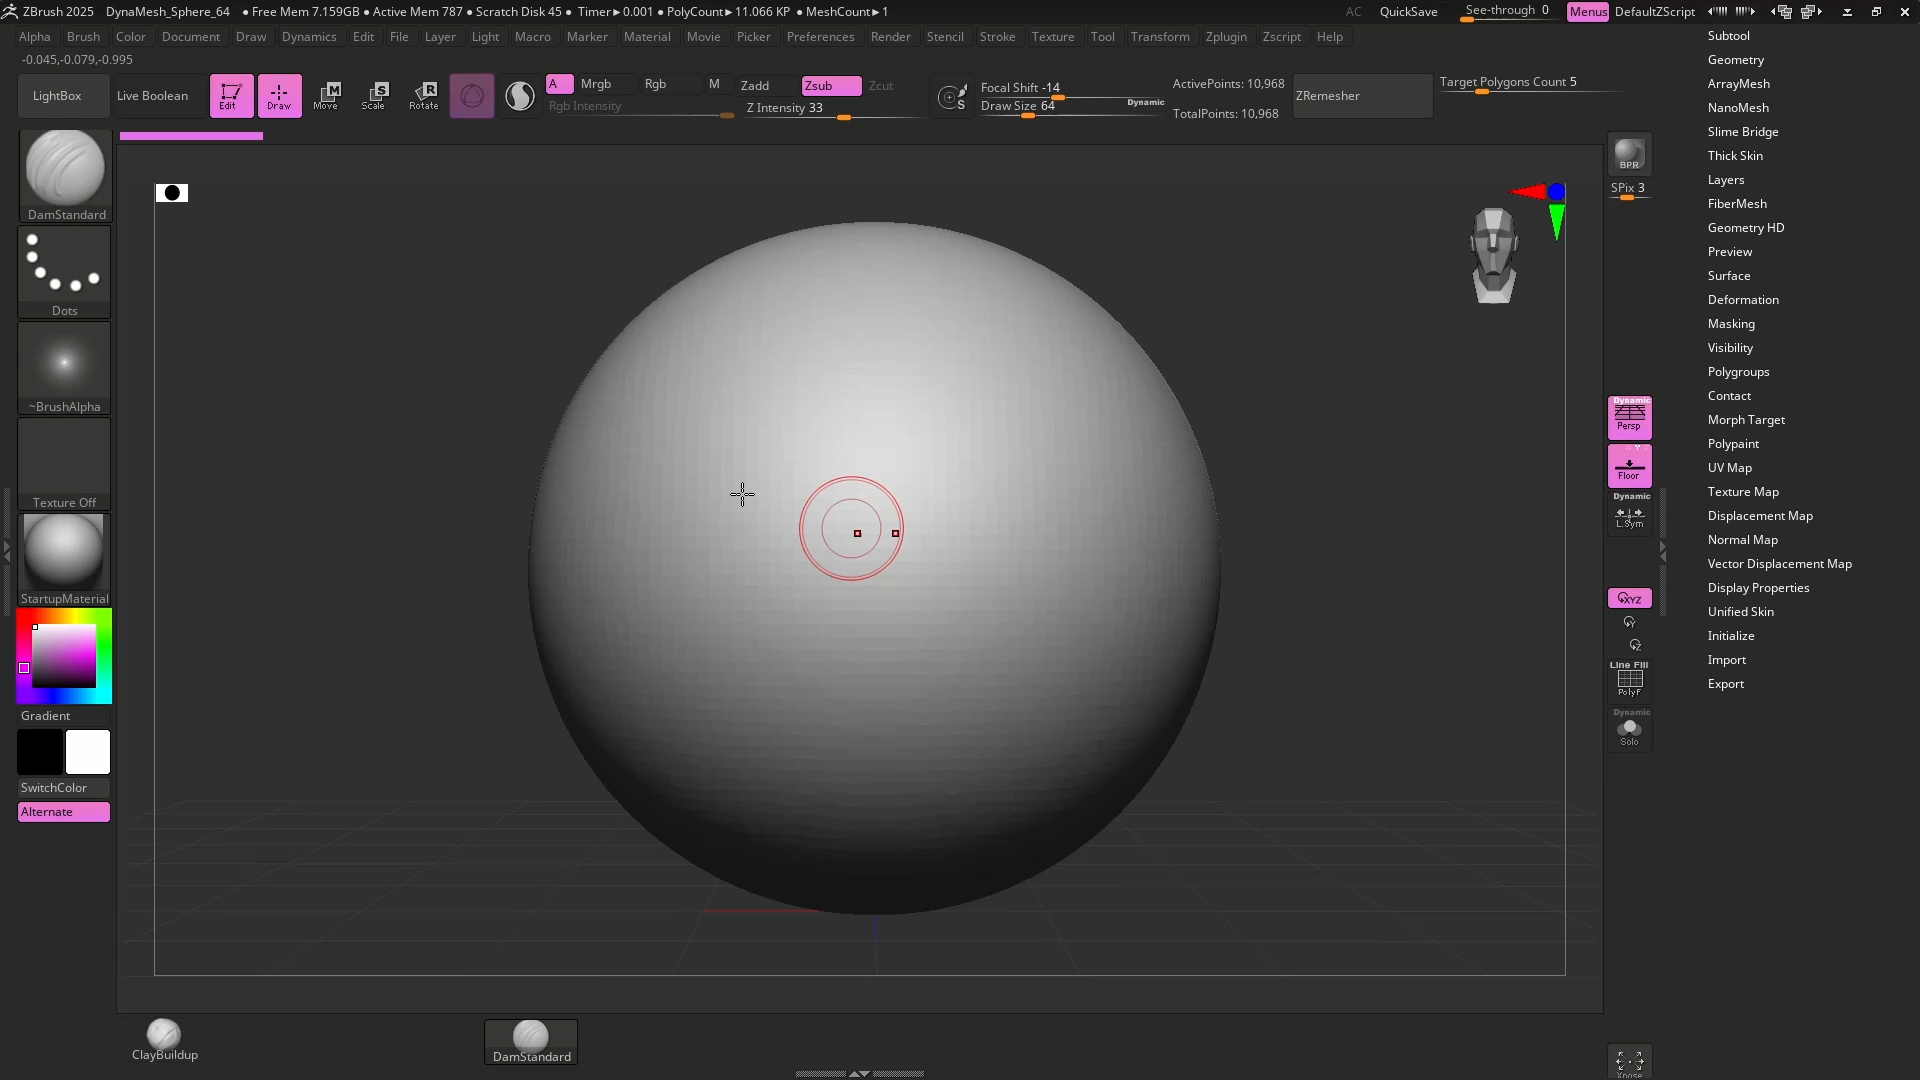 ZBrush 2025 DynaMesh_Sphere_64 ● Free Mem 7.159GB ● Active Mem 787 ● Scratch Disk 45 ● Timer►0.001 ● PolyCount►11.066 KP ● MeshCount►1 AC QuickSave See-through 0 Menus DefaultZScript
Alpha Brush Color Document Draw Dynamics Edit File Layer Light Macro Marker Material Movie Picker Preferences Render Stencil Stroke Texture Tool Transform Zplugin Zscript Help
-0.045,-0.079,-0.995
LightBox Live Boolean Edit Draw Move Scale Rotate
M S R
A Mrgb Rgb M Zadd Zsub Zcut
Rgb Intensity Z Intensity 33
S
Focal Shift -14
Draw Size 64 Dynamic
ActivePoints: 10,968
TotalPoints: 10,968
ZRemesher
Target Polygons Count 5
DamStandard
Dots
~BrushAlpha
Texture Off
StartupMaterial
Gradient
SwitchColor
Alternate
BPR
SPix 3
Dynamic
Persp
Floor
Dynamic
L.Sym
XYZ
Y
Z
Line Fill
PolyF
Dynamic
Solo
Xpose
Subtool
Geometry
ArrayMesh
NanoMesh
Slime Bridge
Thick Skin
Layers
FiberMesh
Geometry HD
Preview
Surface
Deformation
Masking
Visibility
Polygroups
Contact
Morph Target
Polypaint
UV Map
Texture Map
Displacement Map
Normal Map
Vector Displacement Map
Display Properties
Unified Skin
Initialize
Import
Export
ClayBuildup
DamStandard